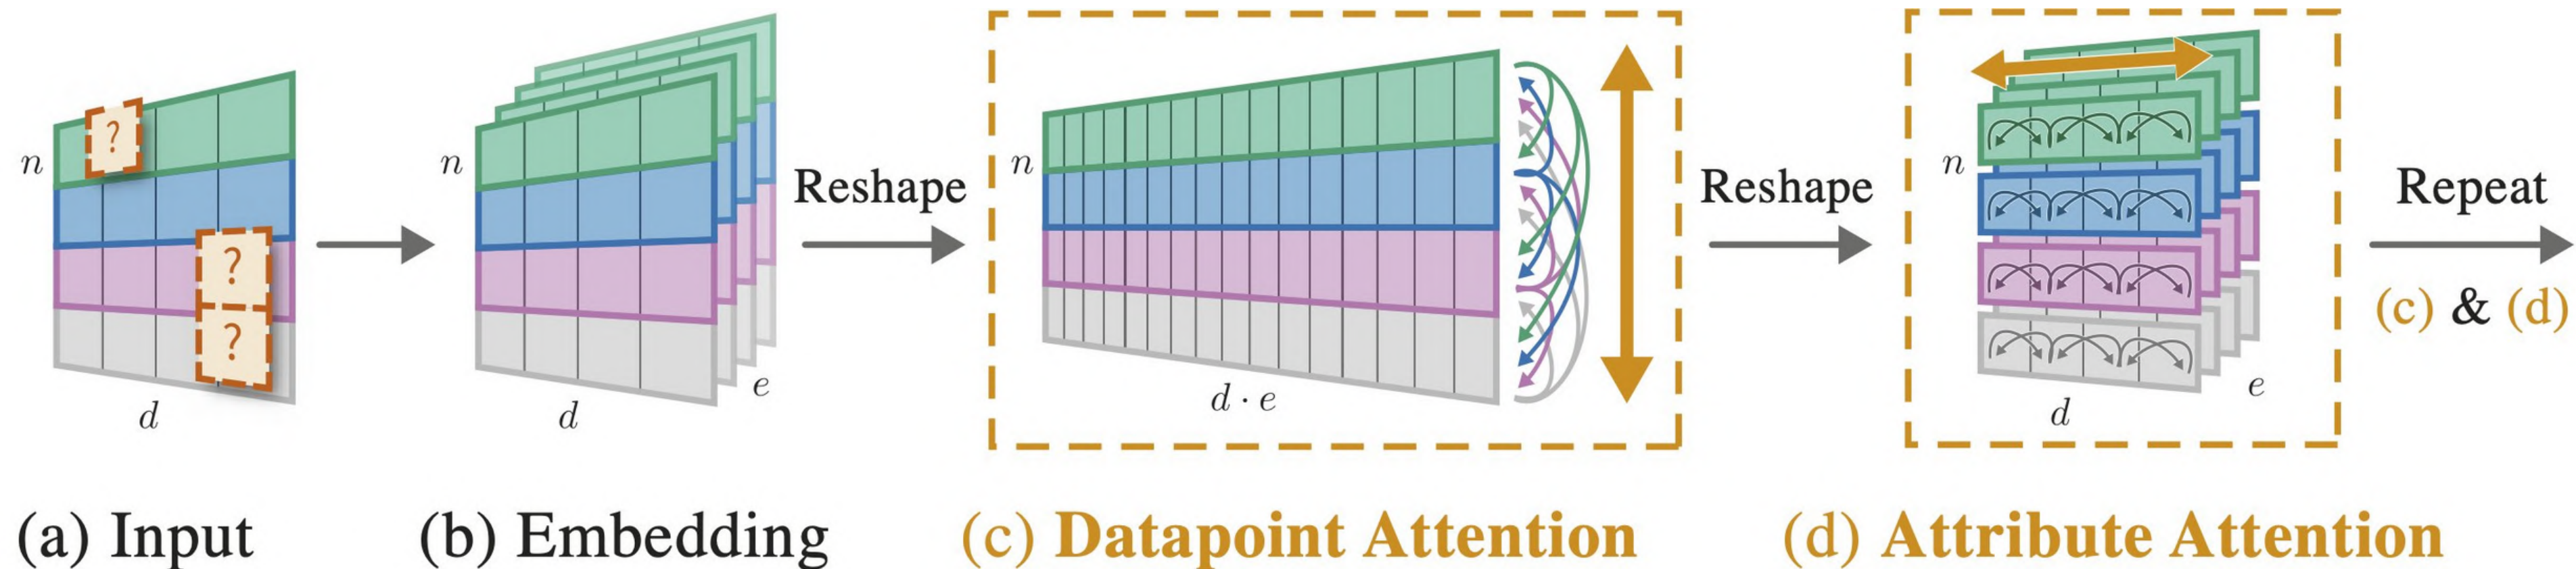 ?
?
?
n
d
n
d
e
Reshape
n
d · e
Reshape
n
d
e
Repeat
(c) & (d)
(a) Input
(b) Embedding
(c) Datapoint Attention
(d) Attribute Attention